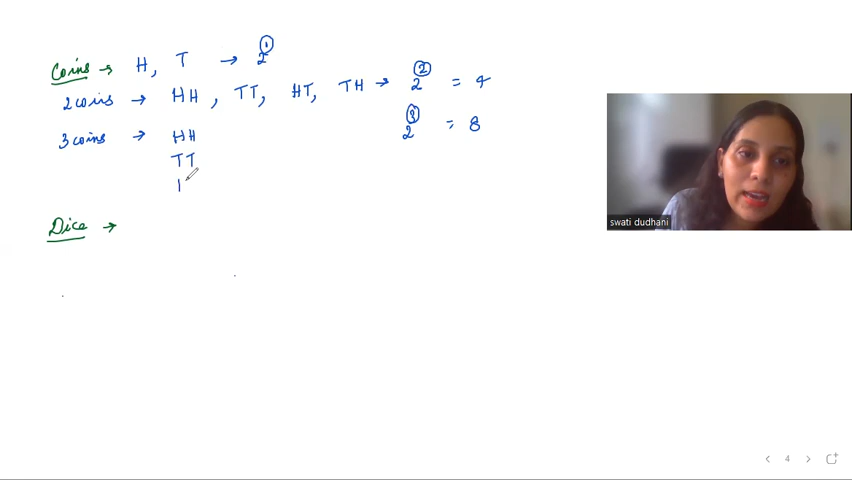 Coins → H, T → 2^1
2 coins → HH, TT, HT, TH → 2^2 = 4
3 coins → HH 2^3 = 8
TT
Dice →
swati dudhani
4